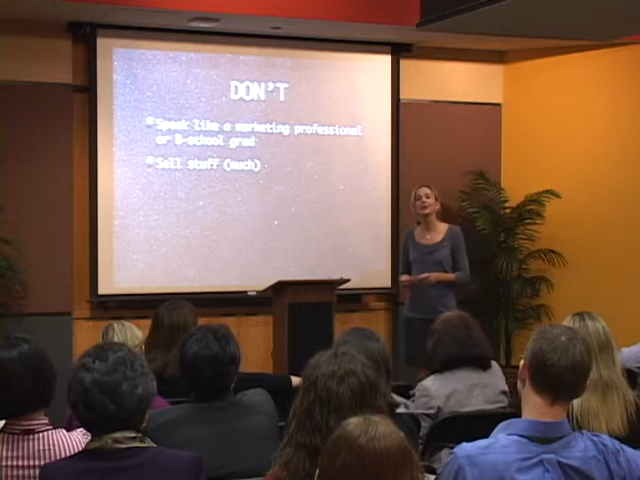 DON'T
Speak like a marketing professional
or B-school grad
Sell stuff (much)